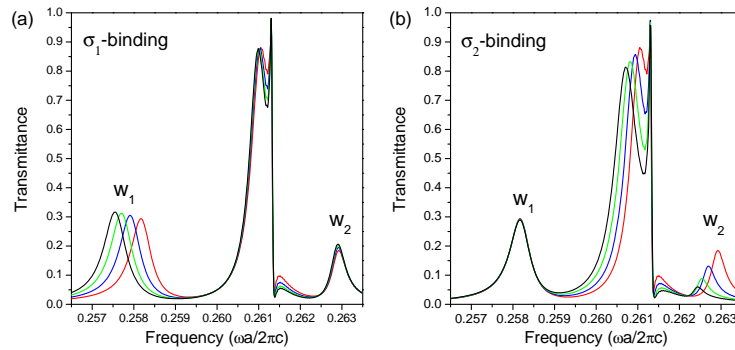 (a)
σ1-binding
w1
w2
Transmittance
1.0
0.9
0.8
0.7
0.6
0.5
0.4
0.3
0.2
0.1
0.0
0.257 0.258 0.259 0.260 0.261 0.262 0.263
Frequency (ωa/2πc)
(b)
σ2-binding
w1
w2
Transmittance
1.0
0.9
0.8
0.7
0.6
0.5
0.4
0.3
0.2
0.1
0.0
0.257 0.258 0.259 0.260 0.261 0.262 0.263
Frequency (ωa/2πc)